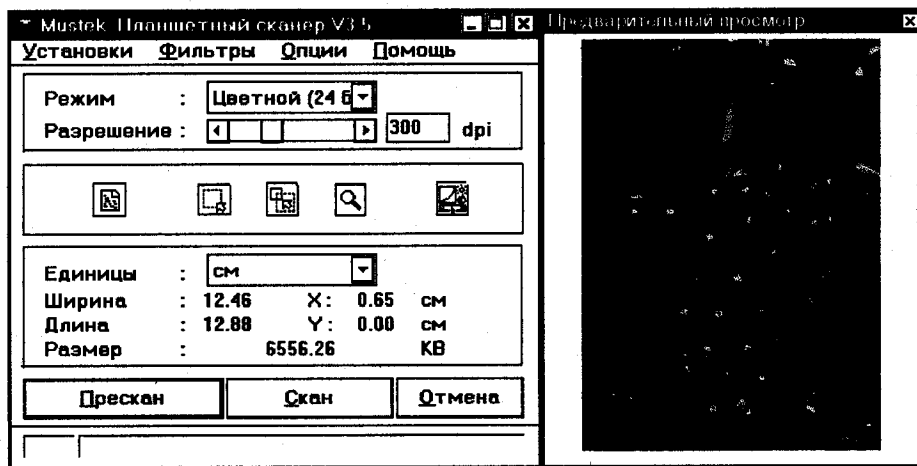 Mustek Планшетный сканер V3.5
Предварительный просмотр
Установки Фильтры Опции Помощь
Режим : Цветной (24 б
Разрешение : 300 dpi
Единицы : см
Ширина : 12.46 X: 0.65 см
Длина : 12.88 Y: 0.00 см
Размер : 6556.26 KB
Прескан Скан Отмена